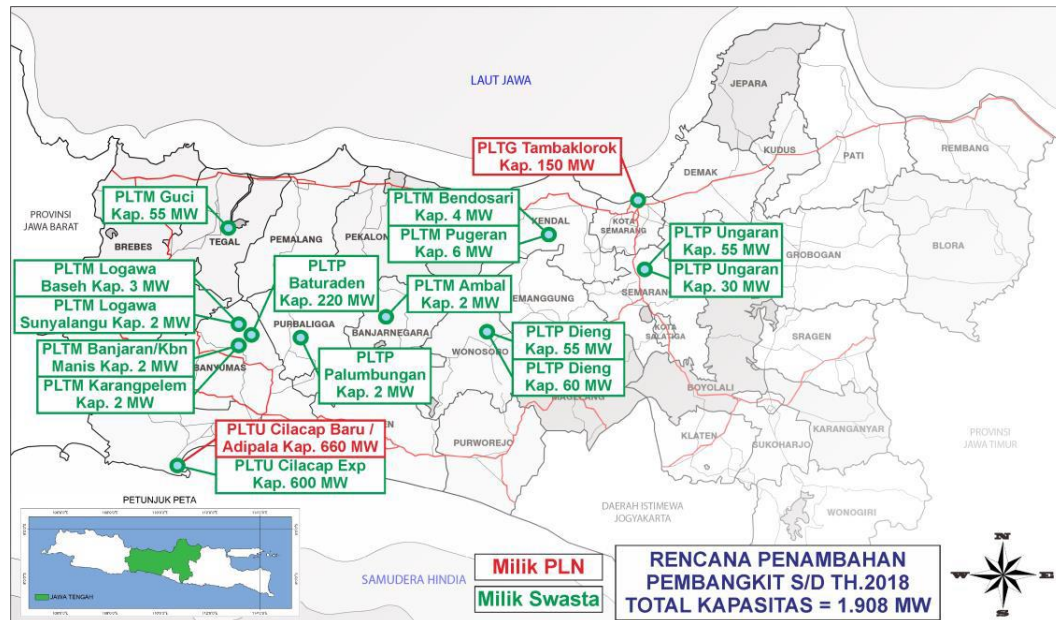 LAUT JAWA
JEPARA
PLTG Tambaklorok
Kap. 150 MW
KUDUS
PATI
REMBANG
DEMAK
PLTM Guci
Kap. 55 MW
PLTM Bendosari
Kap. 4 MW
PLTM Pugeran
Kap. 6 MW
KENDAL
KOTA
SEMARANG
PROVINSI
JAWA BARAT
BREBES
TEGAL
PEMALANG
PEKALON
PLTP Ungaran
Kap. 55 MW
PLTP Ungaran
Kap. 30 MW
GROBOGAN
BLORA
PLTM Logawa
Baseh Kap. 3 MW
PLTM Logawa
Sunyalangu Kap. 2 MW
PLTM Banjaran/Kbn
Manis Kap. 2 MW
PLTM Karangpelem
Kap. 2 MW
PLTP
Baturaden
Kap. 220 MW
PLTM Ambal
Kap. 2 MW
EMANGGUNG
SEMARANG
PURBALIGGA
BANJARNEGARA
WONOSOBO
PLTP Dieng
Kap. 55 MW
PLTP Dieng
Kap. 60 MW
KOTA
SALATIGA
SRAGEN
BANYUMAS
PLTP
Palumbungan
Kap. 2 MW
MAGELANG
BOYOLALI
PLTU Cilacap Baru /
Adipala Kap. 660 MW
PLTU Cilacap Exp
Kap. 600 MW
EN
PURWOREJO
KLATEN
SUKOHARJO
KARANGANYAR
PROVINSI
JAWA TIMUR
DAERAH ISTIMEWA
JOGYAKARTA
WONOGIRI
PETUNJUK PETA
JAWA TENGAH
SAMUDERA HINDIA
Milik PLN
Milik Swasta
RENCANA PENAMBAHAN
PEMBANGKIT S/D TH.2018
TOTAL KAPASITAS = 1.908 MW
N
W
E
S